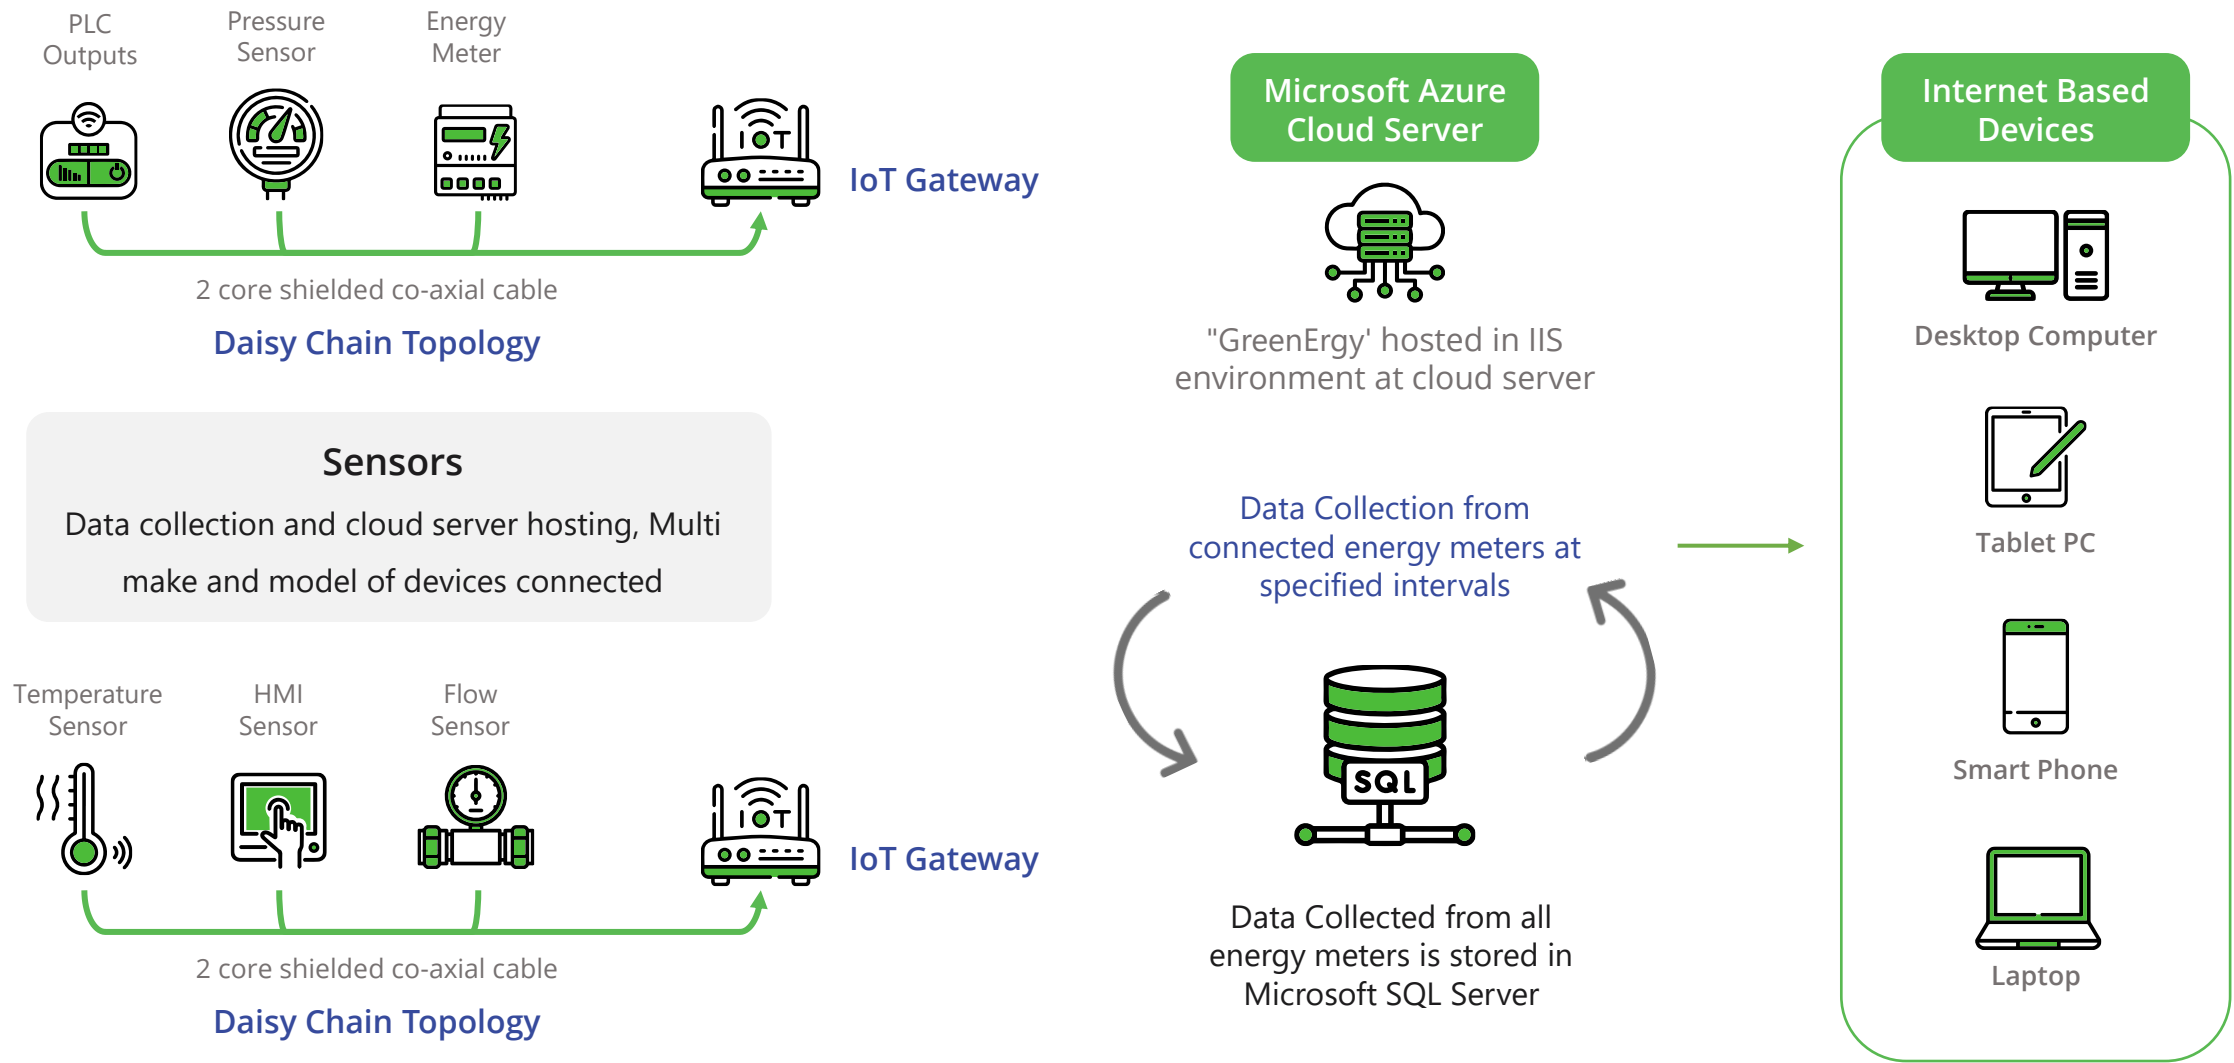 PLC
Outputs
Pressure
Sensor
Energy
Meter
IOT
IoT Gateway
2 core shielded co-axial cable
Daisy Chain Topology
Sensors
Data collection and cloud server hosting, Multi
make and model of devices connected
Temperature
Sensor
HMI
Sensor
Flow
Sensor
IOT
IoT Gateway
2 core shielded co-axial cable
Daisy Chain Topology
Microsoft Azure
Cloud Server
"GreenErgy' hosted in IIS
environment at cloud server
Data Collection from
connected energy meters at
specified intervals
SQL
Data Collected from all
energy meters is stored in
Microsoft SQL Server
Internet Based
Devices
Desktop Computer
Tablet PC
Smart Phone
Laptop